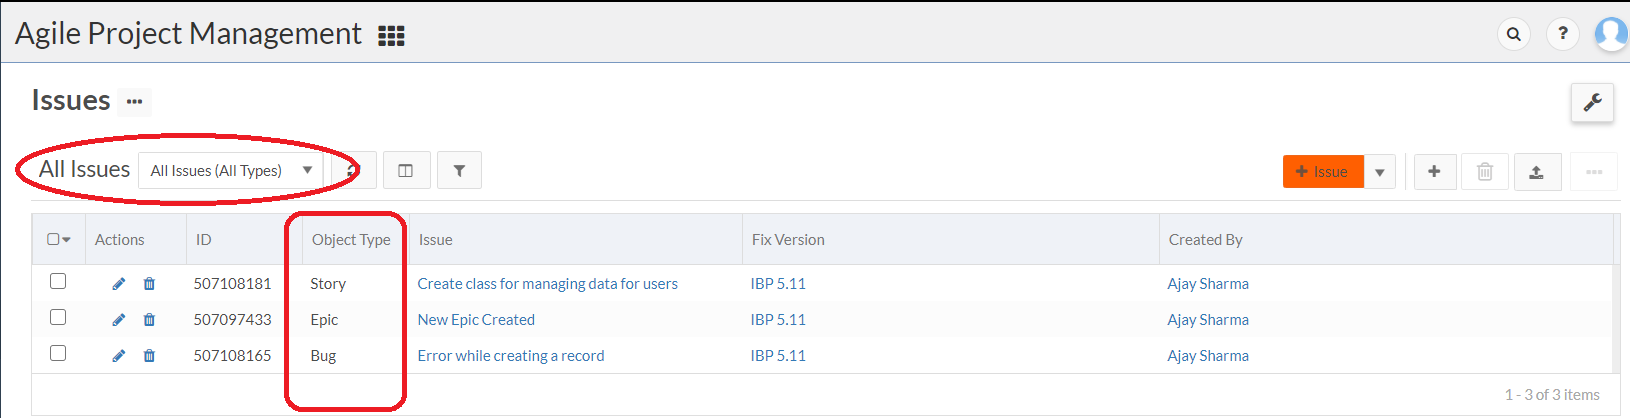 Agile Project Management
?
Issues
All Issues All Issues (All Types)
+ Issue
Actions ID Object Type Issue Fix Version Created By
507108181 Story Create class for managing data for users IBP 5.11 Ajay Sharma
507097433 Epic New Epic Created IBP 5.11 Ajay Sharma
507108165 Bug Error while creating a record IBP 5.11 Ajay Sharma
1 - 3 of 3 items